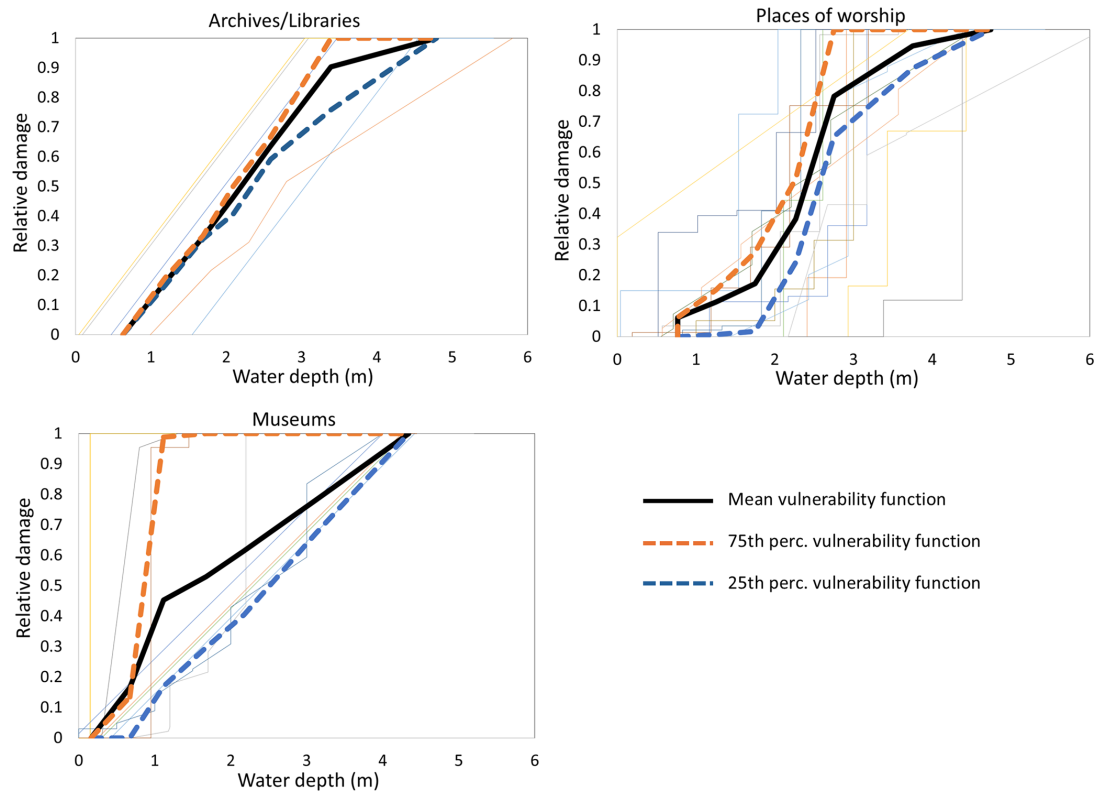 Archives/Libraries
1
0.9
0.8
0.7
0.6
0.5
0.4
0.3
0.2
0.1
0
Relative damage
0 1 2 3 4 5 6
Water depth (m)
Places of worship
1
0.9
0.8
0.7
0.6
0.5
0.4
0.3
0.2
0.1
0
Relative damage
0 1 2 3 4 5 6
Water depth (m)
Museums
1
0.9
0.8
0.7
0.6
0.5
0.4
0.3
0.2
0.1
0
Relative damage
0 1 2 3 4 5 6
Water depth (m)
Mean vulnerability function
75th perc. vulnerability function
25th perc. vulnerability function